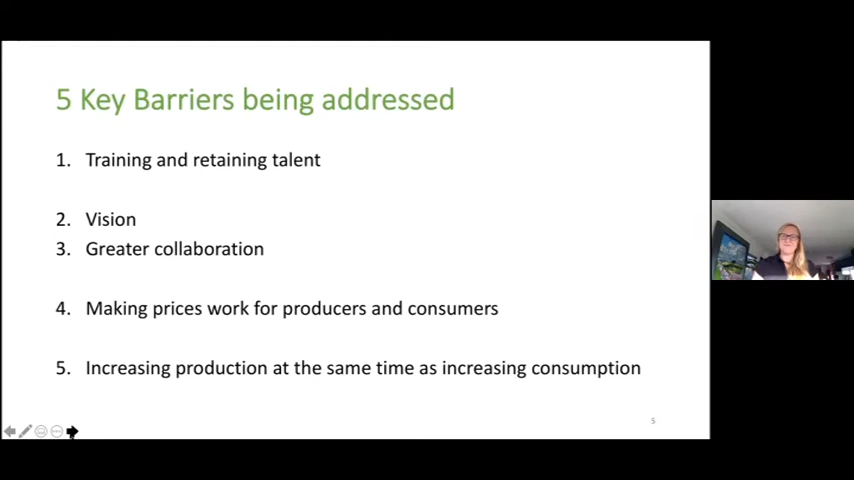 5 Key Barriers being addressed
1. Training and retaining talent
2. Vision
3. Greater collaboration
4. Making prices work for producers and consumers
5. Increasing production at the same time as increasing consumption
5